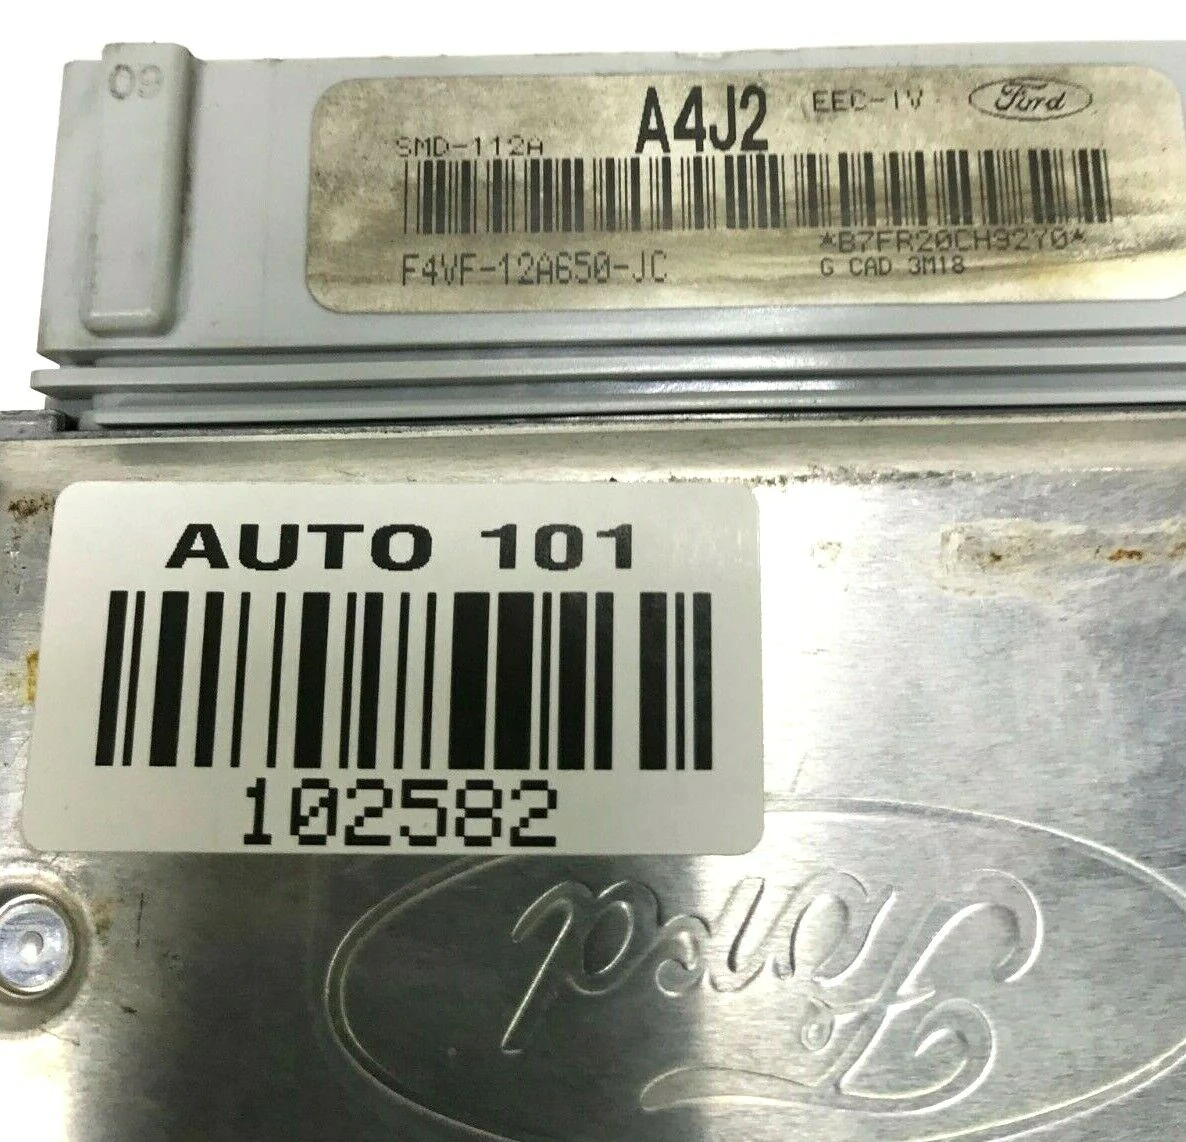 09
A4J2 EEC-IV Ford
SMD-112A
*B7FR20CH92Y0*
F4VF-12A650-JC G CAD 3M18
AUTO 101
102582
Ford